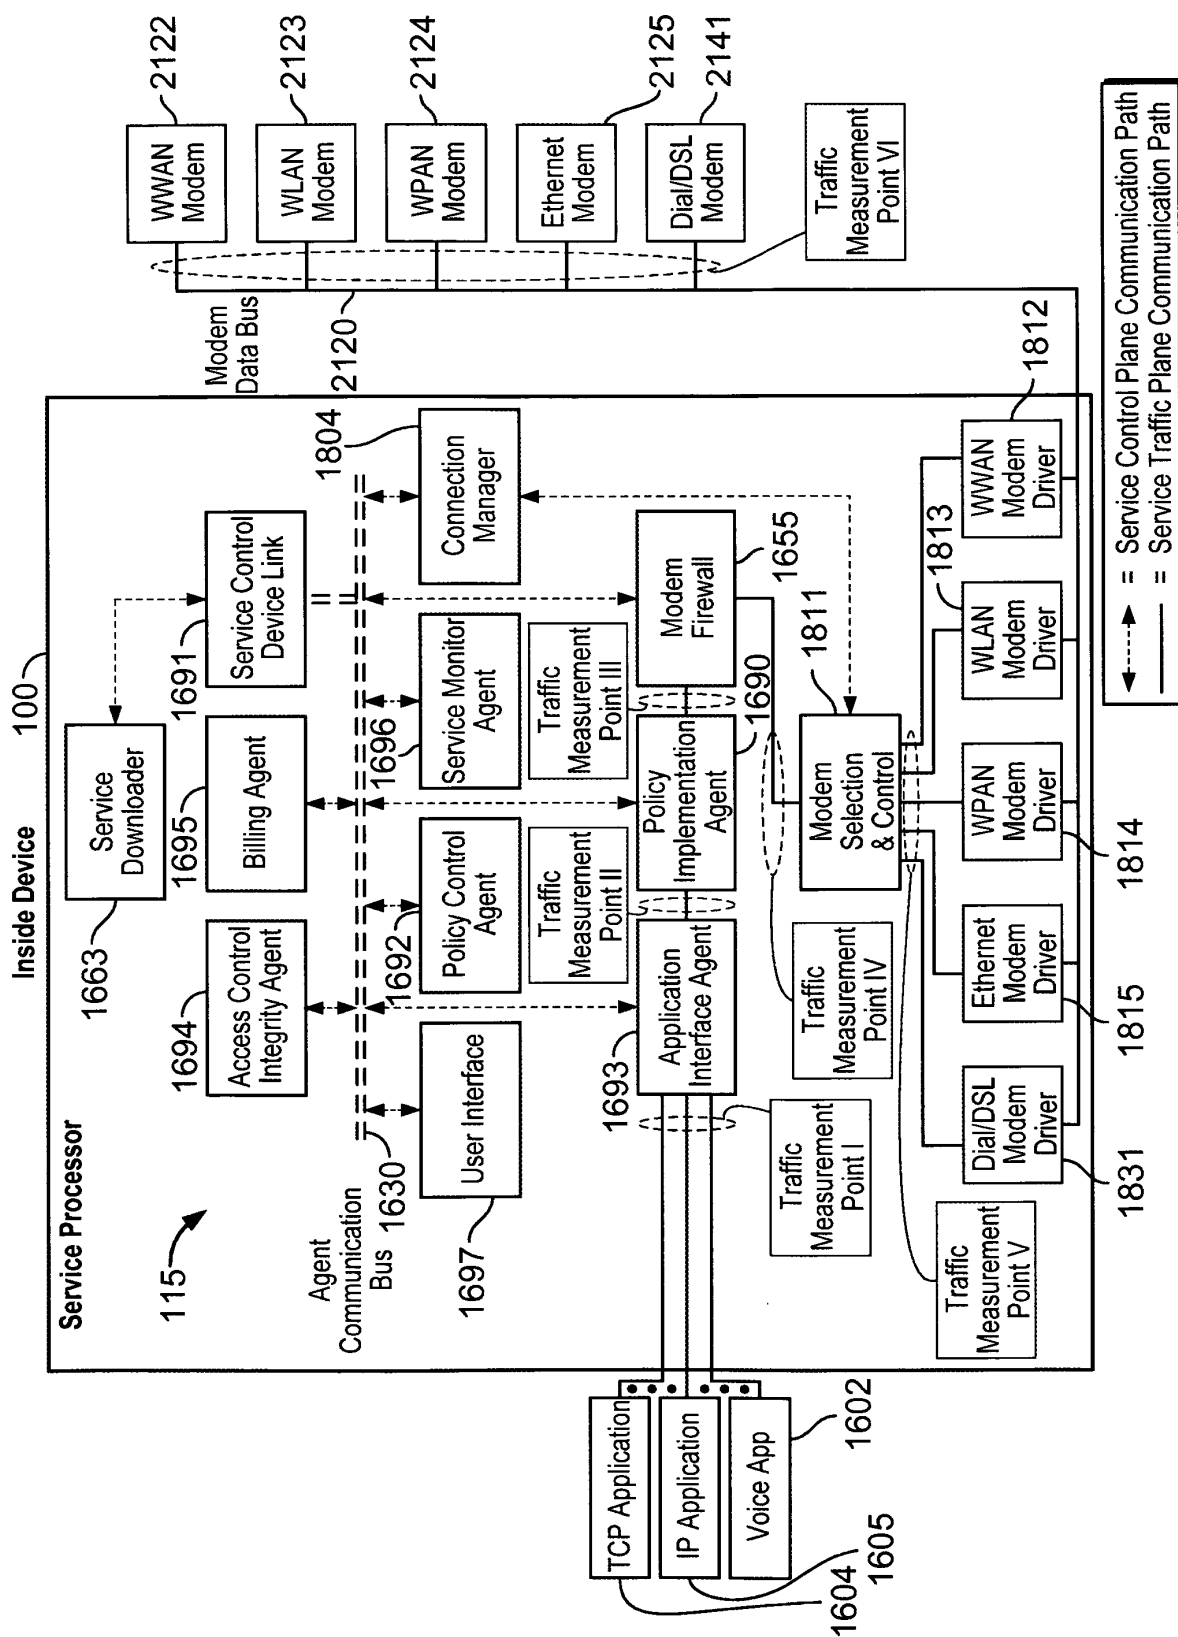 Inside Device
100
Service Processor
115
Service
Downloader
1663
Access Control
Integrity Agent
1694
Billing Agent
1695
Service Control
Device Link
1691
Agent
Communication
Bus
1630
User Interface
1697
Policy Control
Agent
1692
Service Monitor
Agent
1696
Connection
Manager
1804
Traffic
Measurement
Point II
Traffic
Measurement
Point III
Application
Interface Agent
1693
Policy
Implementation
Agent
1690
Modem
Firewall
1655
TCP Application
1604
IP Application
1605
Voice App
1602
Traffic
Measurement
Point I
Traffic
Measurement
Point IV
Modem
Selection
& Control
1811
Traffic
Measurement
Point V
Dial/DSL
Modem
Driver
1831
Ethernet
Modem
Driver
1815
WPAN
Modem
Driver
1814
WLAN
Modem
Driver
1813
WWAN
Modem
Driver
1812
Modem
Data Bus
2120
WWAN
Modem
2122
WLAN
Modem
2123
WPAN
Modem
2124
Ethernet
Modem
2125
Dial/DSL
Modem
2141
Traffic
Measurement
Point VI
= Service Control Plane Communication Path
= Service Traffic Plane Communication Path